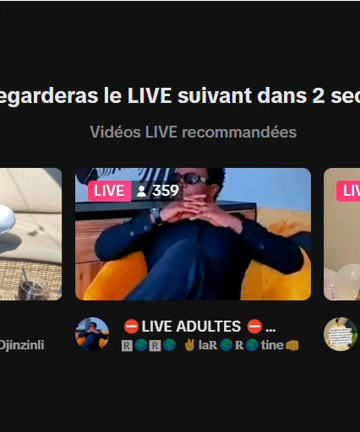 egarderas le LIVE suivant dans 2 sec
Vidéos LIVE recommandées
LIVE 359 LIV
⛔LIVE ADULTES ⛔ ...
Djinzinli 🅁🌍🅁🌍 ✌laℝ🌍ℝ🌍tine👊